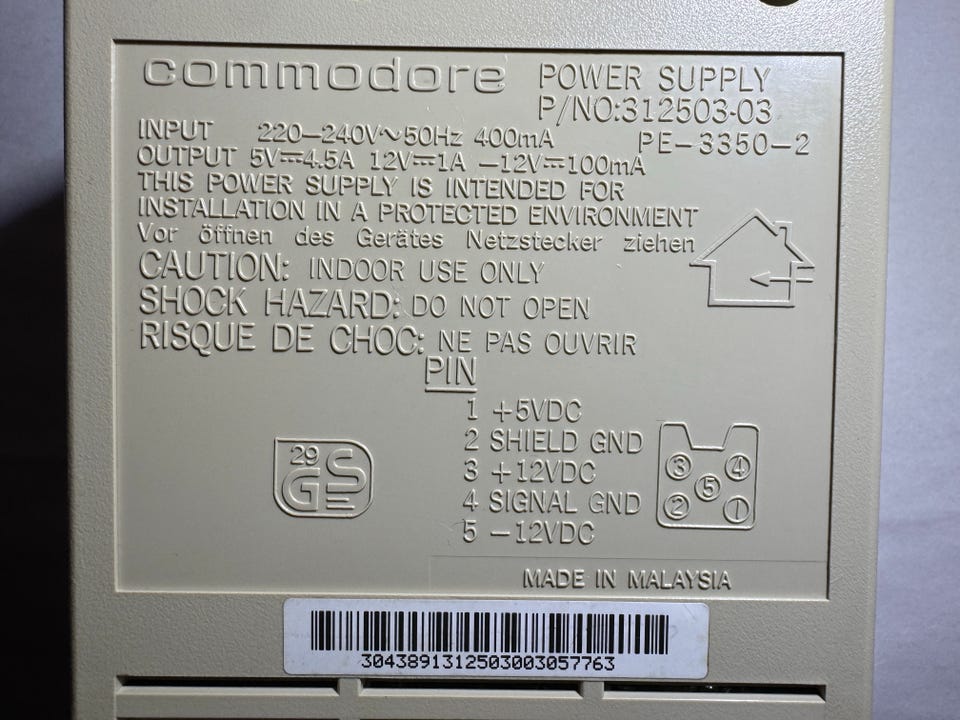 commodore POWER SUPPLY
P/NO:312503-03
INPUT 220-240V~50Hz 400mA PE-3350-2
OUTPUT 5V⎓4.5A 12V⎓1A -12V⎓100mA
THIS POWER SUPPLY IS INTENDED FOR
INSTALLATION IN A PROTECTED ENVIRONMENT
Vor öffnen des Gerätes Netzstecker ziehen
CAUTION: INDOOR USE ONLY
SHOCK HAZARD: DO NOT OPEN
RISQUE DE CHOC: NE PAS OUVRIR
PIN
1 +5VDC
2 SHIELD GND
3 +12VDC
4 SIGNAL GND
5 -12VDC
29
GS
3 4
5
2 1
MADE IN MALAYSIA
3043891312503003057763